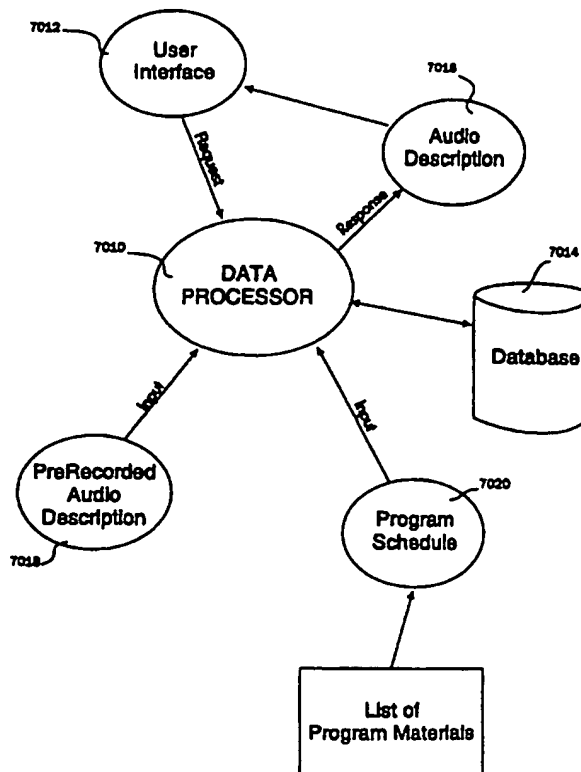 7012
User
Interface
7016
Audio
Description
Request
Response
7010
DATA
PROCESSOR
7014
Database
Input
Input
PreRecorded
Audio
Description
7018
7020
Program
Schedule
List of
Program Materials